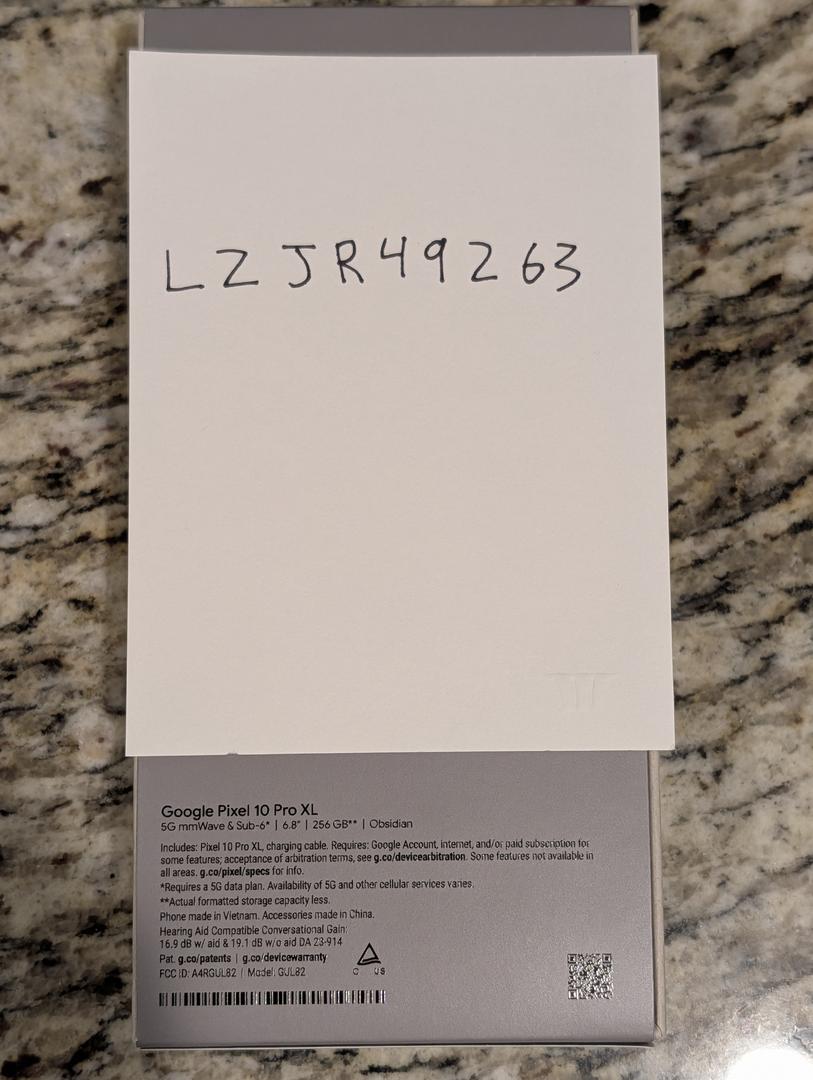 LZJR49263
Google Pixel 10 Pro XL
5G mmWave & Sub-6* | 6.8" | 256 GB** | Obsidian
Includes: Pixel 10 Pro XL, charging cable. Requires: Google Account, internet, and/or paid subscription for
some features; acceptance of arbitration terms, see g.co/devicearbitration. Some features not available in
all areas. g.co/pixel/specs for info.
*Requires a 5G data plan. Availability of 5G and other cellular services varies.
**Actual formatted storage capacity less.
Phone made in Vietnam. Accessories made in China.
Hearing Aid Compatible Conversational Gain:
16.9 dB w/ aid & 19.1 dB w/o aid DA 23-914
Pat. g.co/patents | g.co/devicewarranty
FCC ID: A4RGUL82 | Model: GUL82
C US